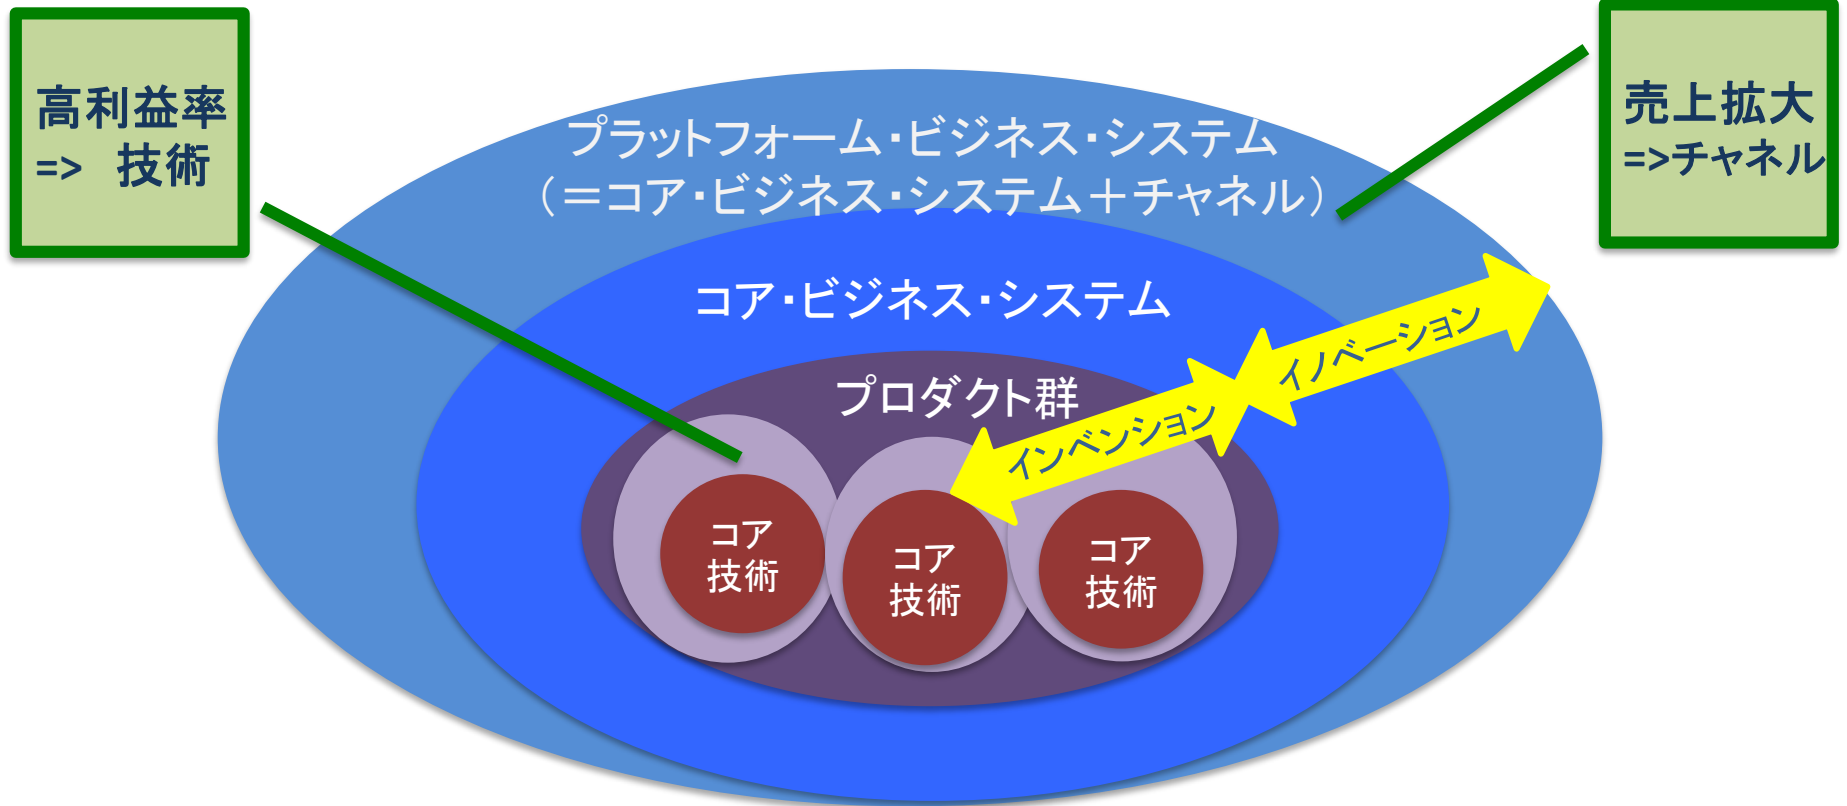 高利益率
=> 技術
売上拡大
=>チャネル
プラットフォーム・ビジネス・システム
（＝コア・ビジネス・システム＋チャネル）
コア・ビジネス・システム
イノベーション
プロダクト群
インベンション
コア
技術
コア
技術
コア
技術